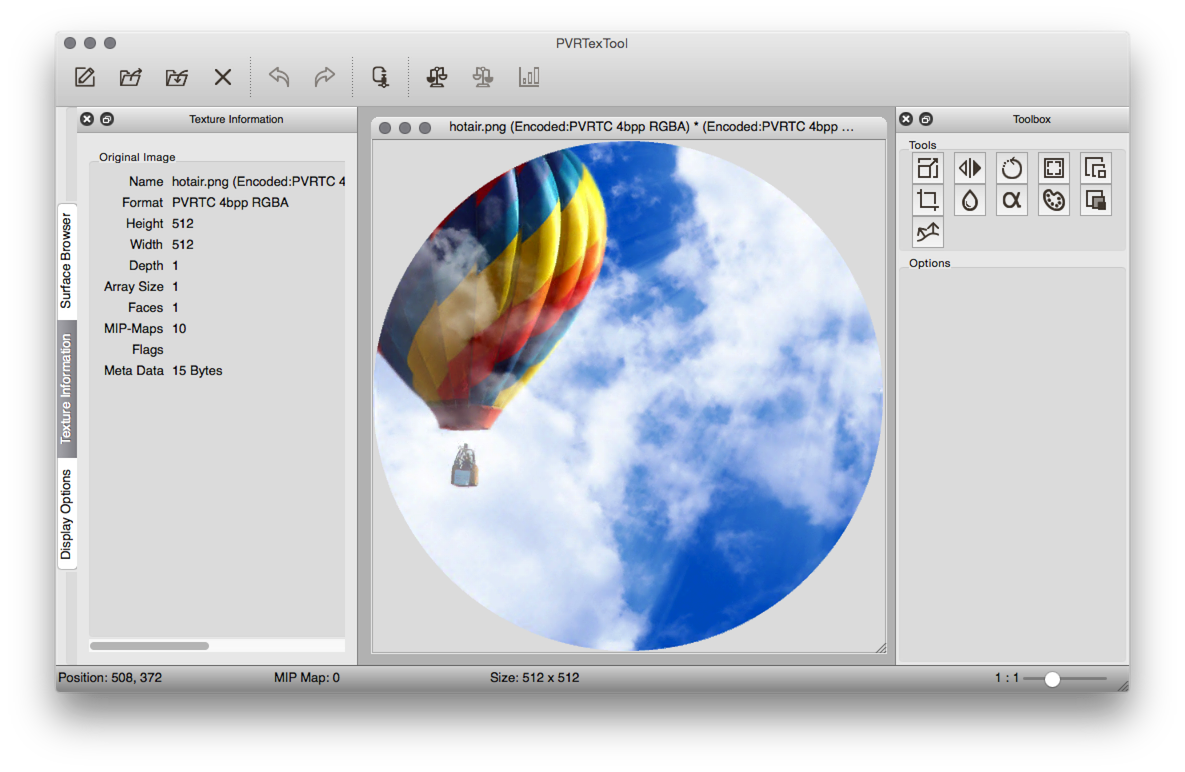 PVRTexTool
Texture Information
hotair.png (Encoded:PVRTC 4bpp RGBA) * (Encoded:PVRTC 4bpp ...
Toolbox
Original Image
Name hotair.png (Encoded:PVRTC 4
Format PVRTC 4bpp RGBA
Height 512
Width 512
Depth 1
Array Size 1
Faces 1
MIP-Maps 10
Flags
Meta Data 15 Bytes
Surface Browser
Texture Information
Display Options
Tools
α
Options
Position: 508, 372
MIP Map: 0
Size: 512 x 512
1 : 1